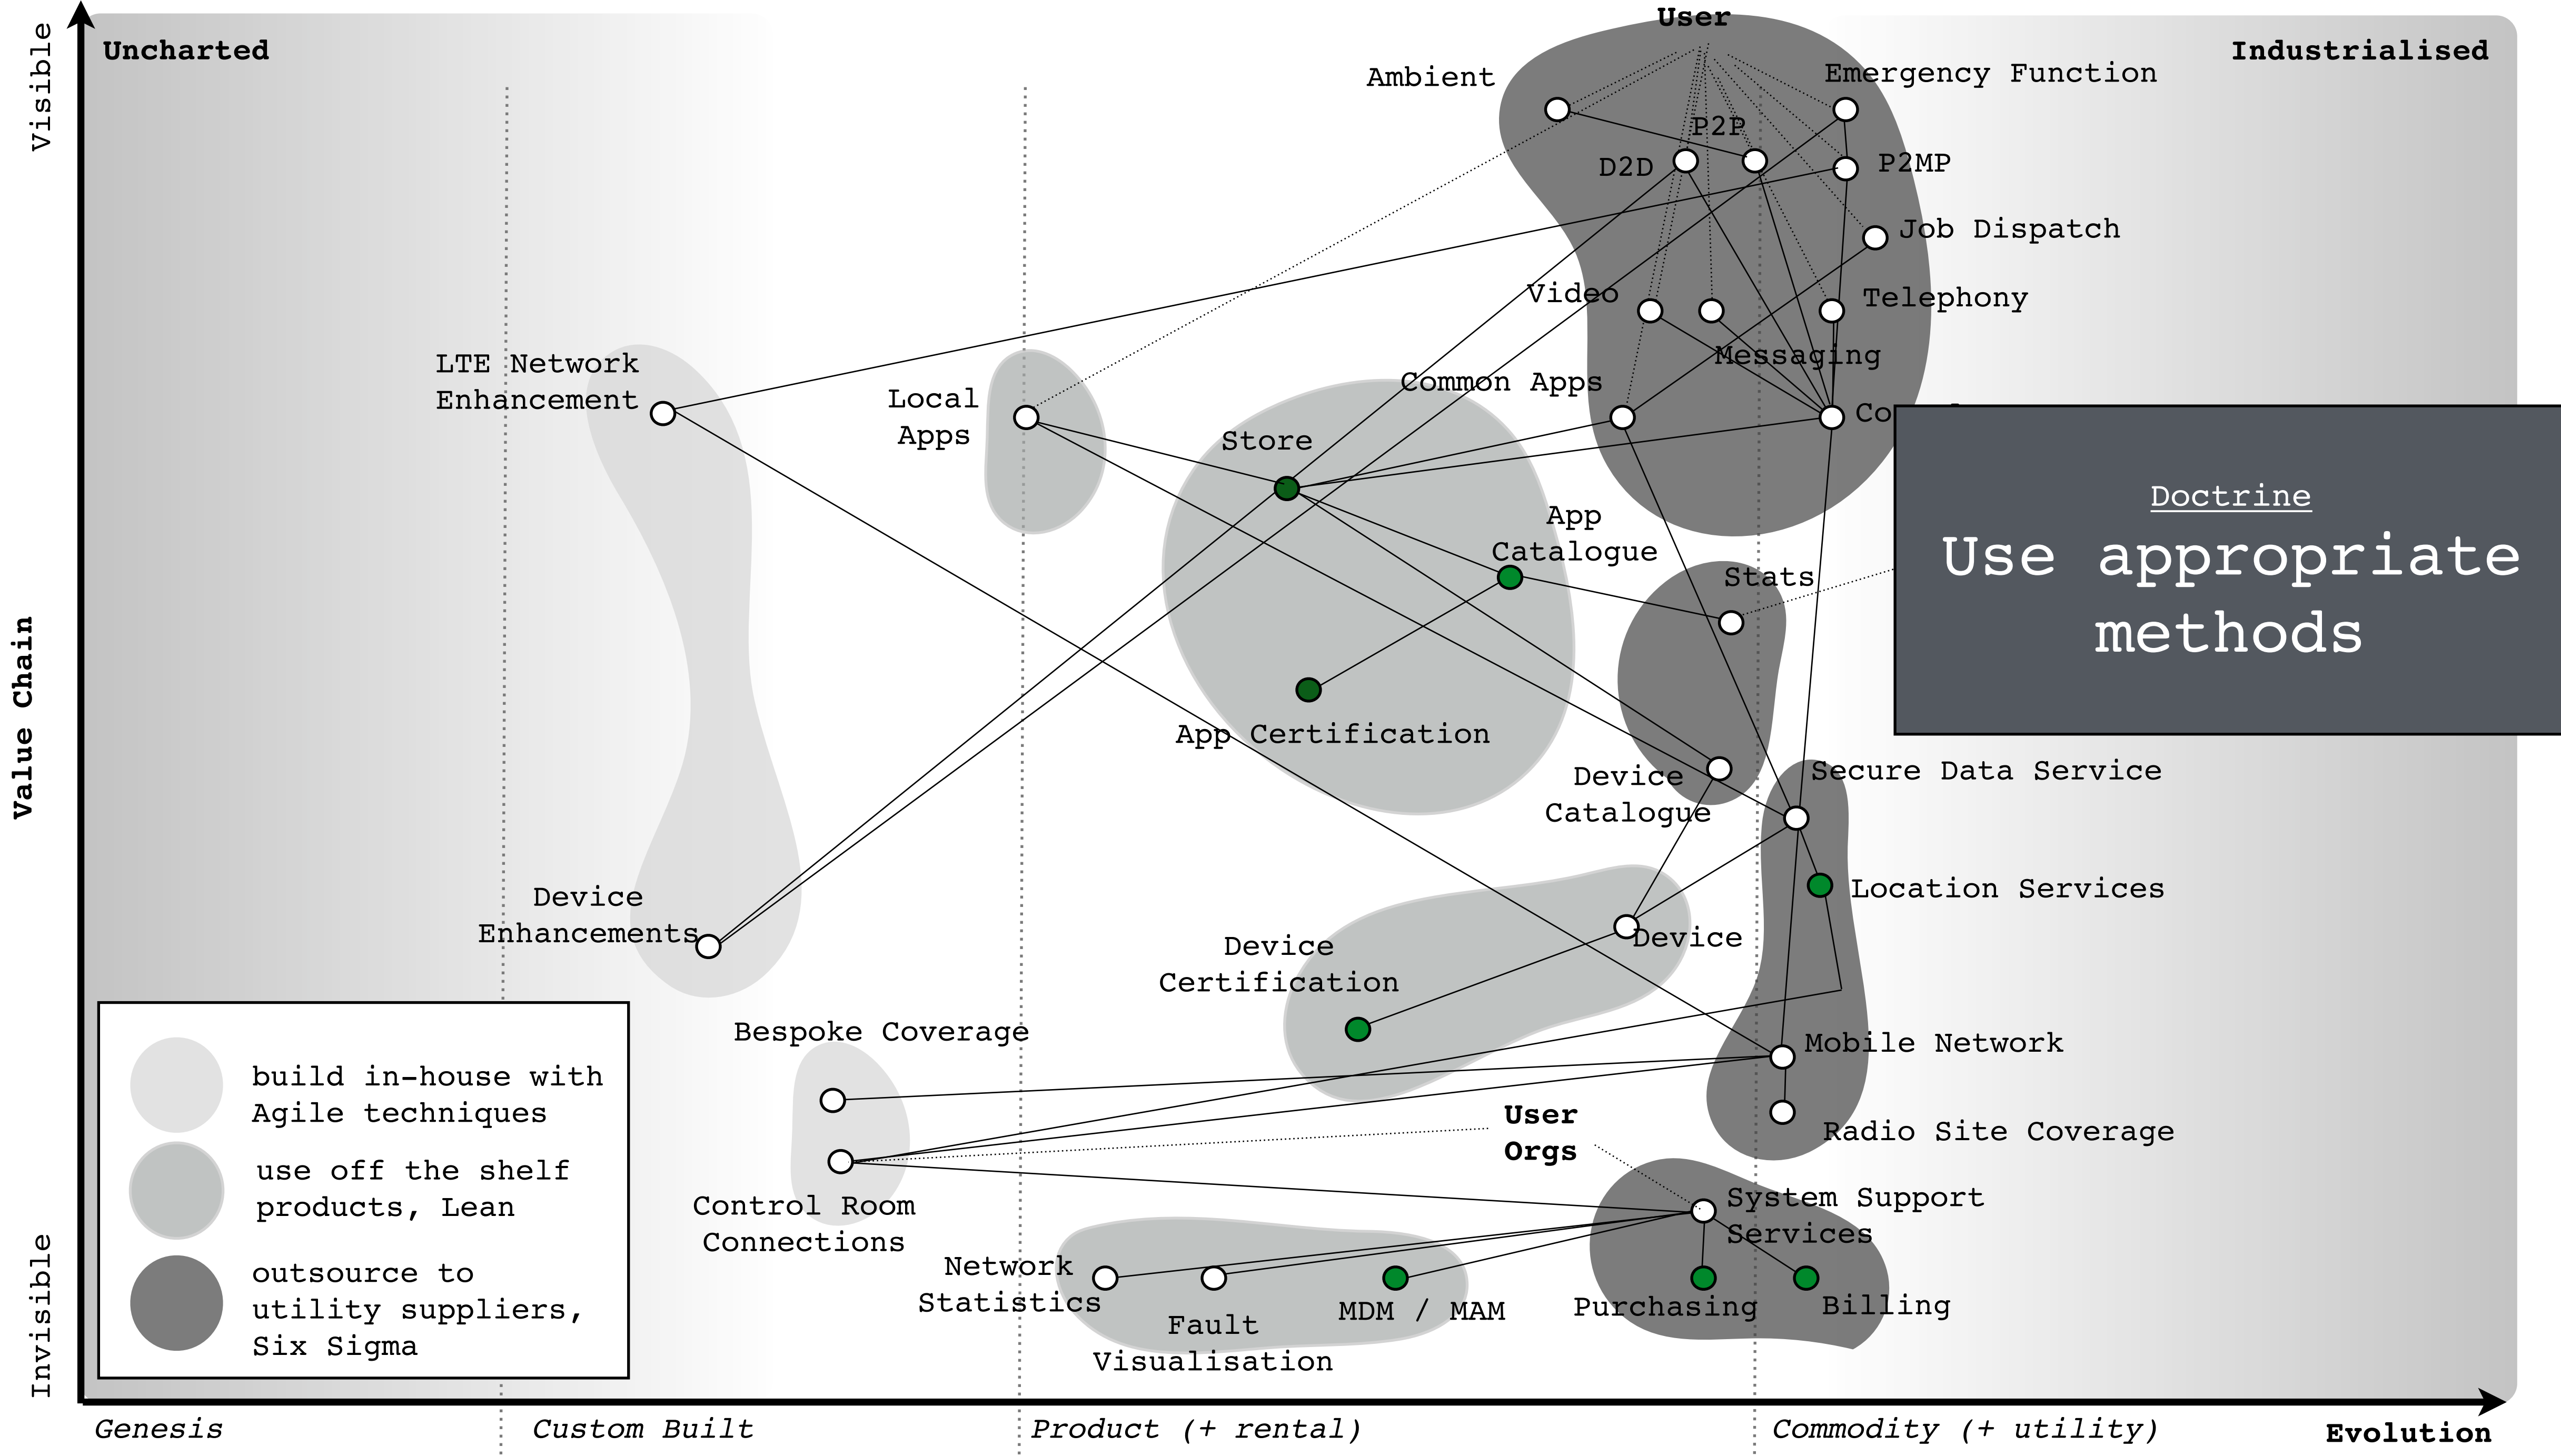 User
Uncharted
Industrialised
Visible
Ambient
Emergency Function
P2P
D2D
P2MP
Job Dispatch
Video
Telephony
Messaging
LTE Network
Enhancement
Local
Apps
Common Apps
Store
App
Catalogue
Stats
Doctrine
Use appropriate
methods
Value Chain
App Certification
Device
Catalogue
Secure Data Service
Location Services
Device
Enhancements
Device
Device
Certification
Bespoke Coverage
Mobile Network
Radio Site Coverage
User
Orgs
Control Room
Connections
System Support
Services
Network
Statistics
Fault
Visualisation
MDM / MAM
Purchasing
Billing
build in-house with
Agile techniques
use off the shelf
products, Lean
outsource to
utility suppliers,
Six Sigma
Invisible
Genesis
Custom Built
Product (+ rental)
Commodity (+ utility)
Evolution